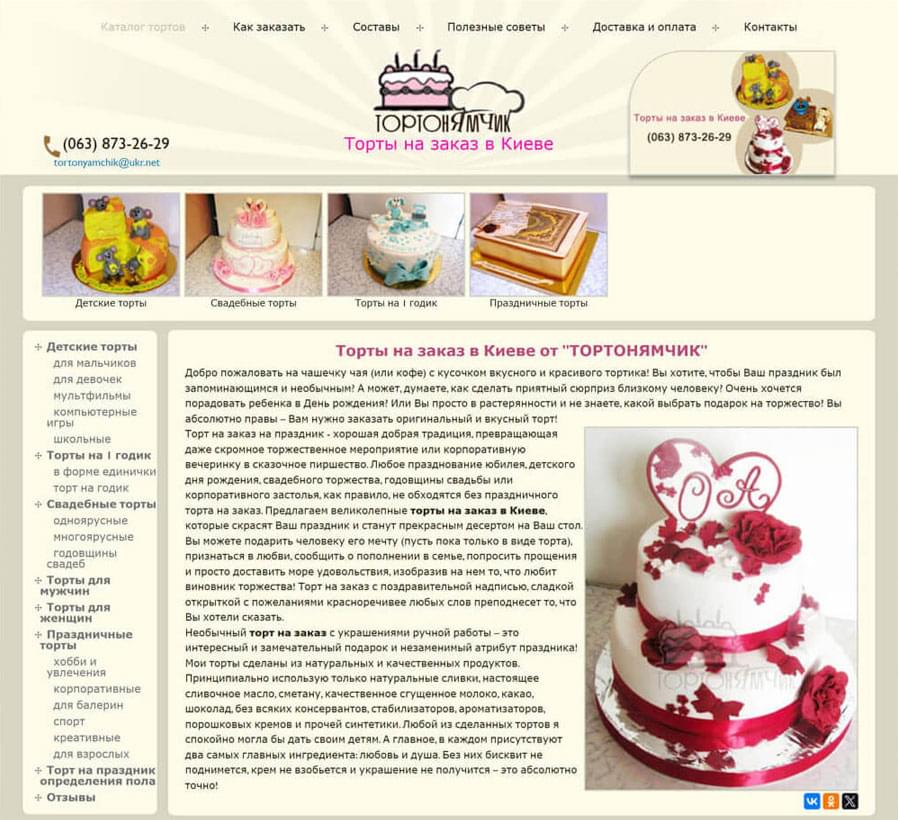 Каталог тортов
Как заказать
Составы
Полезные советы
Доставка и оплата
Контакты
ТОРТОНЯМЧИК
Торты на заказ в Киеве
(063) 873-26-29
tortonyamchik@ukr.net
Торты на заказ в Киеве
(063) 873-26-29
Детские торты
Свадебные торты
Торты на 1 годик
Праздничные торты
Детские торты
для мальчиков
для девочек
мультфильмы
компьютерные
игры
школьные
Торты на 1 годик
в форме единички
торт на годик
Свадебные торты
одноярусные
многоярусные
годовщины
свадеб
Торты для
мужчин
Торты для
женщин
Праздничные
торты
хобби и
увлечения
корпоративные
для балерин
спорт
креативные
для взрослых
Торт на праздник
определения пола
Отзывы
Торты на заказ в Киеве от "ТОРТОНЯМЧИК"
Добро пожаловать на чашечку чая (или кофе) с кусочком вкусного и красивого тортика! Вы хотите, чтобы Ваш праздник был
запоминающимся и необычным? А может, думаете, как сделать приятный сюрприз близкому человеку? Очень хочется
порадовать ребенка в День рождения? Или Вы просто в растерянности и не знаете, какой выбрать подарок на торжество? Вы
абсолютно правы – Вам нужно заказать оригинальный и вкусный торт!
Торт на заказ на праздник - хорошая добрая традиция, превращающая
даже скромное торжественное мероприятие или корпоративную
вечеринку в сказочное пиршество. Любое празднование юбилея, детского
дня рождения, свадебного торжества, годовщины свадьбы или
корпоративного застолья, как правило, не обходятся без праздничного
торта на заказ. Предлагаем великолепные торты на заказ в Киеве,
которые скрасят Ваш праздник и станут прекрасным десертом на Ваш стол.
Вы можете подарить человеку его мечту (пусть пока только в виде торта),
признаться в любви, сообщить о пополнении в семье, попросить прощения
и просто доставить море удовольствия, изобразив на нем то, что любит
виновник торжества! Торт на заказ с поздравительной надписью, сладкой
открыткой с пожеланиями красноречивее любых слов преподнесет то, что
Вы хотели сказать.
Необычный торт на заказ с украшениями ручной работы – это
интересный и замечательный подарок и незаменимый атрибут праздника!
Мои торты сделаны из натуральных и качественных продуктов.
Принципиально использую только натуральные сливки, настоящее
сливочное масло, сметану, качественное сгущенное молоко, какао,
шоколад, без всяких консервантов, стабилизаторов, ароматизаторов,
порошковых кремов и прочей синтетики. Любой из сделанных тортов я
спокойно могла бы дать своим детям. А главное, в каждом присутствуют
два самых главных ингредиента: любовь и душа. Без них бисквит не
поднимется, крем не взобьется и украшение не получится – это абсолютно
точно!
О А
ТОРТОНЯМЧИК